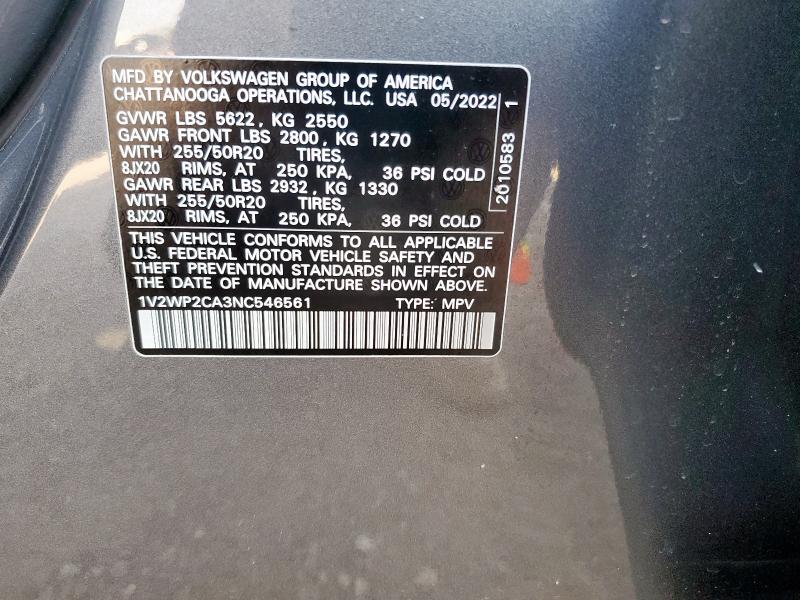 MFD BY VOLKSWAGEN GROUP OF AMERICA
CHATTANOOGA OPERATIONS, LLC. USA 05/2022
GVWR LBS 5622, KG 2550
GAWR FRONT LBS 2800, KG 1270
WITH 255/50R20 TIRES,
8JX20 RIMS, AT 250 KPA, 36 PSI COLD
GAWR REAR LBS 2932, KG 1330
WITH 255/50R20 TIRES,
8JX20 RIMS, AT 250 KPA, 36 PSI COLD
THIS VEHICLE CONFORMS TO ALL APPLICABLE
U.S. FEDERAL MOTOR VEHICLE SAFETY AND
THEFT PREVENTION STANDARDS IN EFFECT ON
THE DATE OF MANUFACTURE SHOWN ABOVE.
1V2WP2CA3NC546561 TYPE: MPV
2010583 1